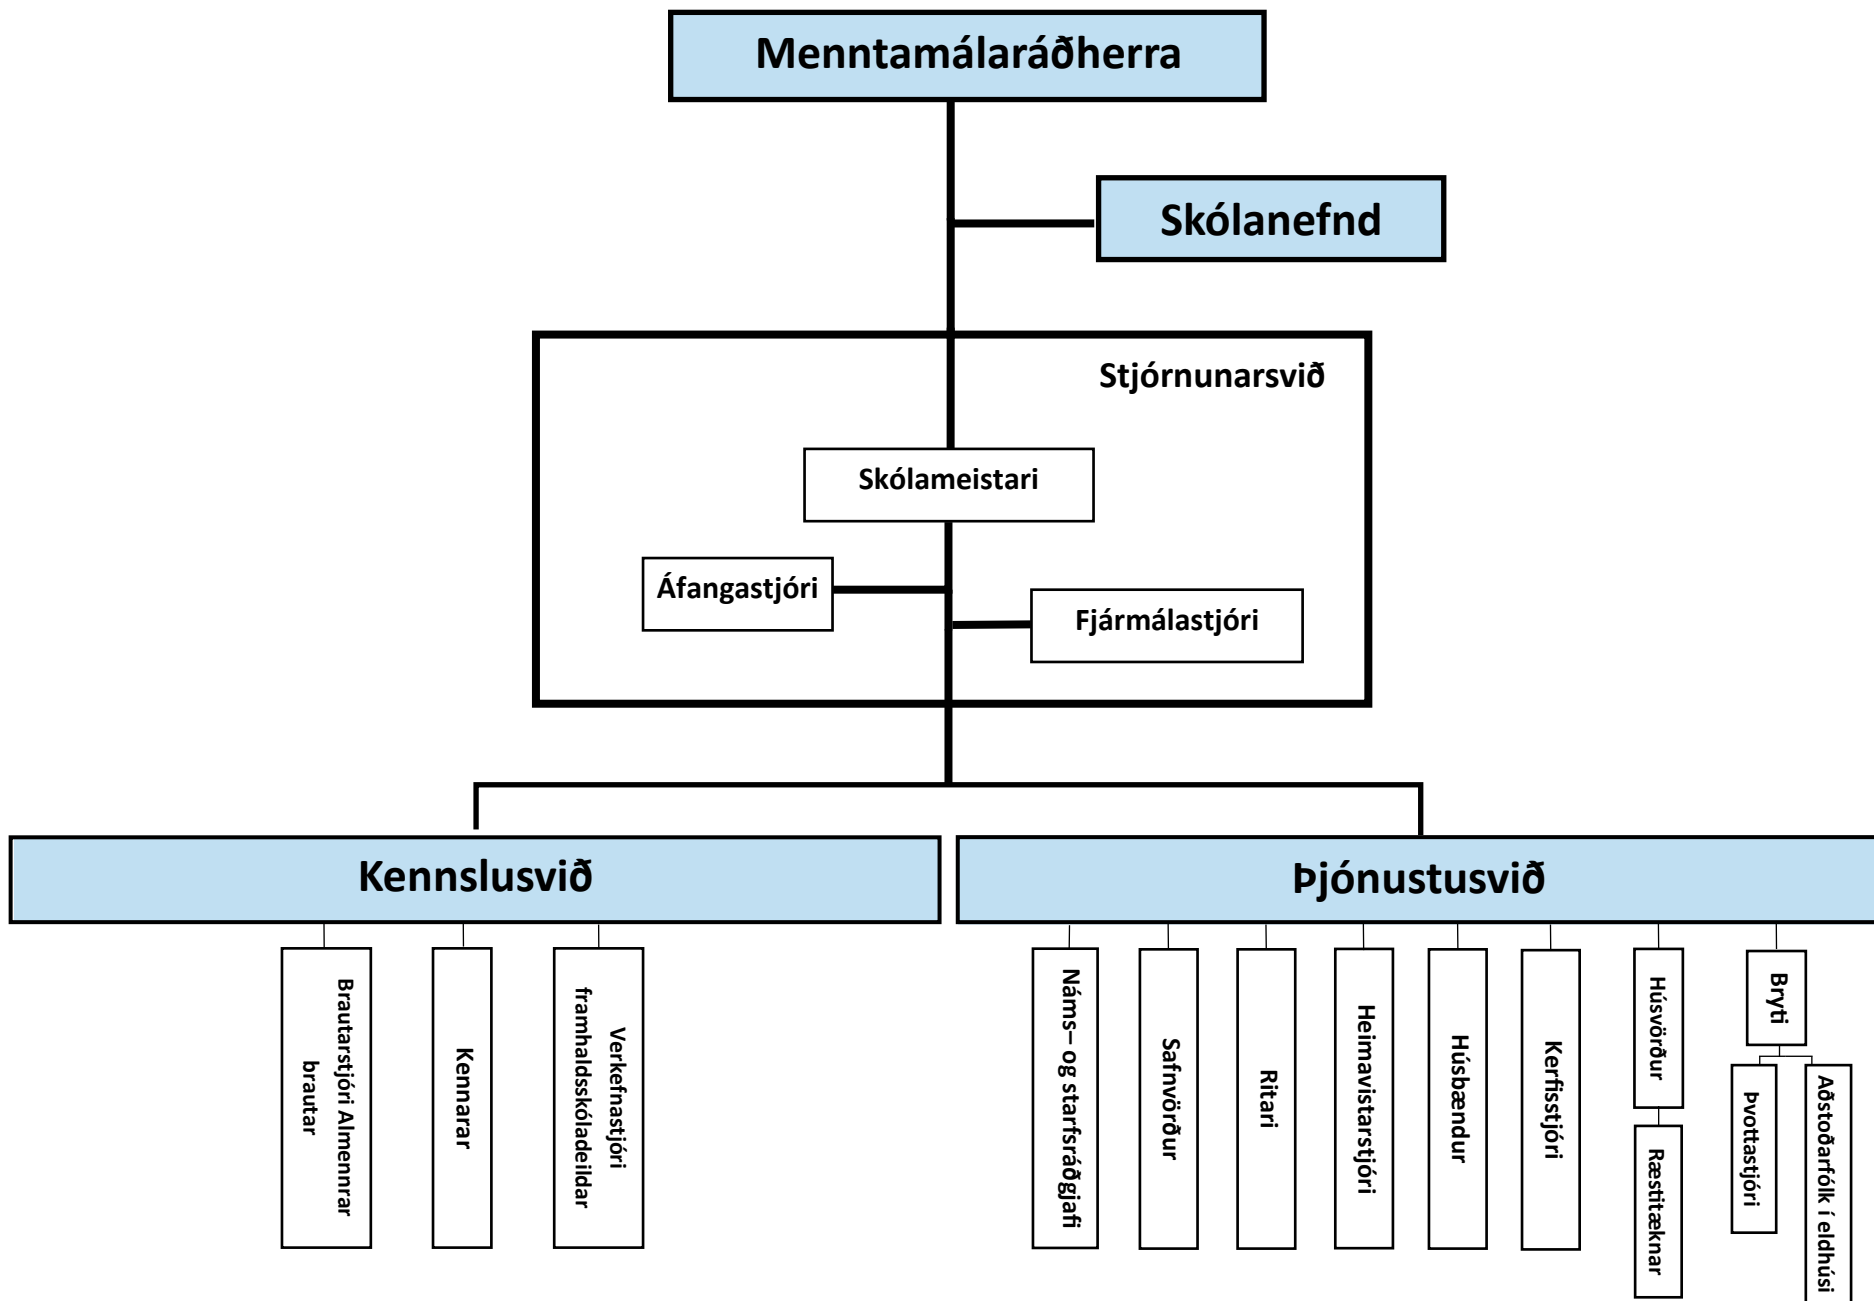 Menntamálaráðherra
Skólanefnd
Stjórnunarsvið
Skólameistari
Áfangastjóri
Fjármálastjóri
Kennslusvið
Þjónustusvið
Brautarstjóri Almennrar
brautar
Kennarar
Verkefnastjóri
framhaldsskóladeildar
Náms– og starfsráðgjafi
Safnvörður
Ritari
Heimavistarstjóri
Húsbændur
Kerfisstjóri
Húsvörður
Ræstitæknar
Bryti
Þvottastjóri
Aðstoðarfólk í eldhúsi